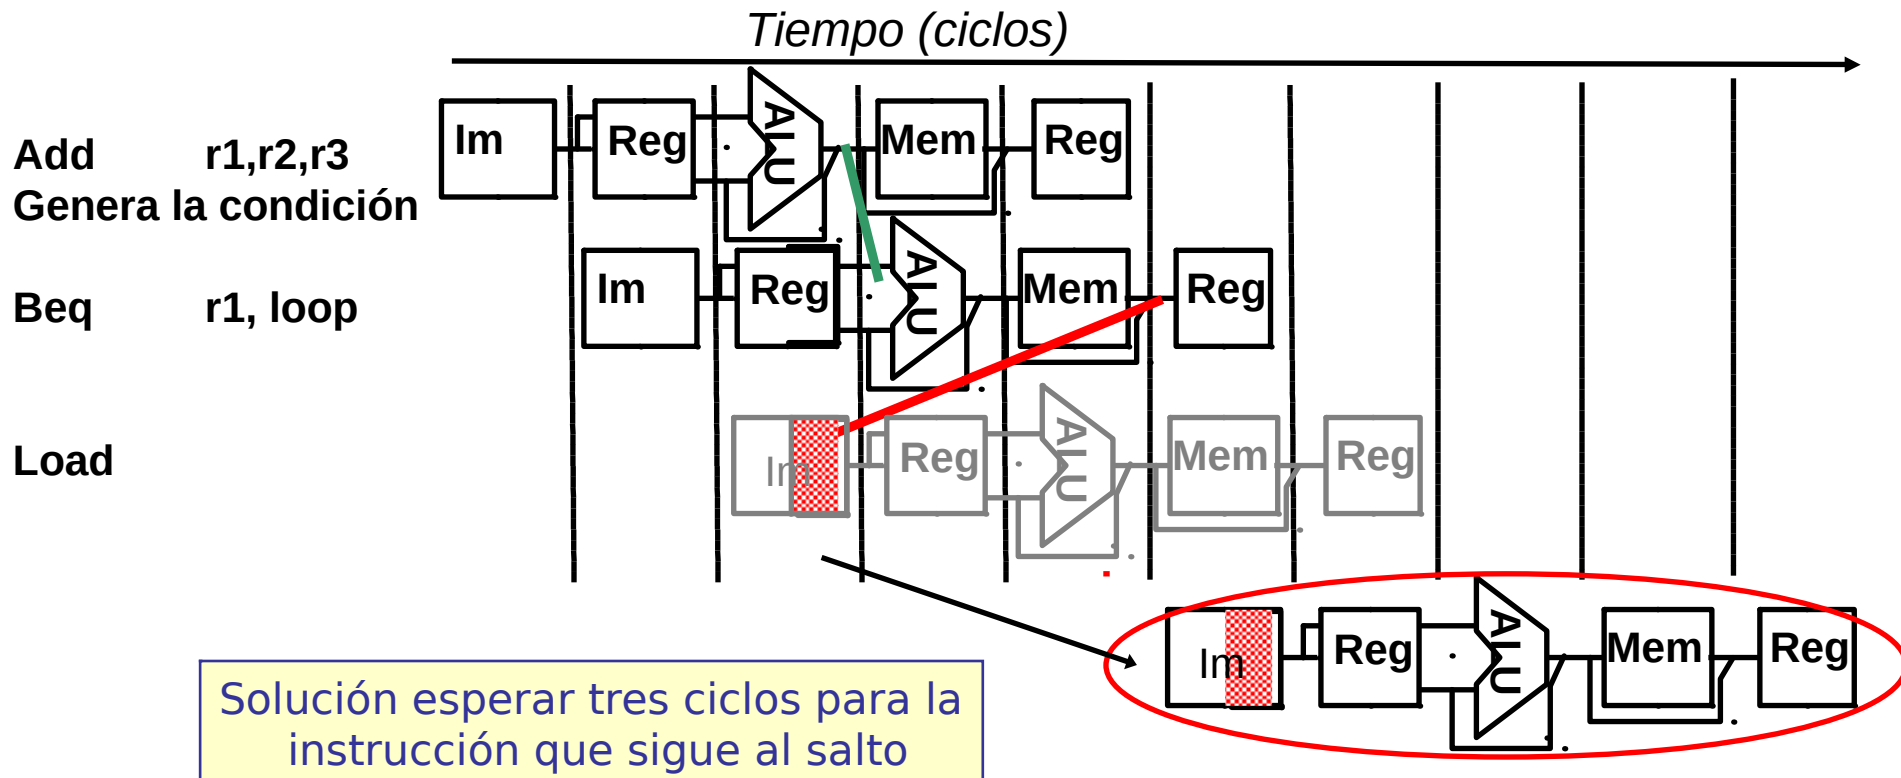 Tiempo (ciclos)
Add r1,r2,r3
Genera la condición
Im Reg ALU Mem Reg
Beq r1, loop
Im Reg ALU Mem Reg
Load
Im Reg ALU Mem Reg
Im Reg ALU Mem Reg
Solución esperar tres ciclos para la
instrucción que sigue al salto